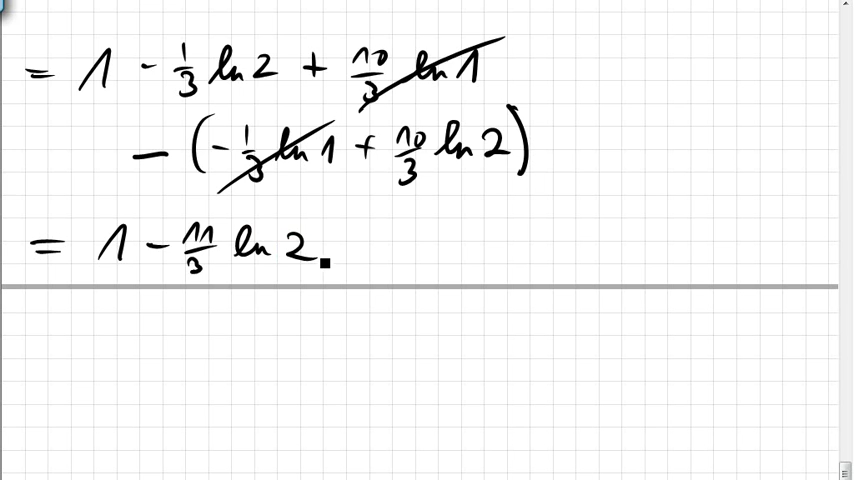 = 1 - 1/3 ln 2 + 10/3 ln 1
- (- 1/3 ln 1 + 10/3 ln 2)
= 1 - 11/3 ln 2.